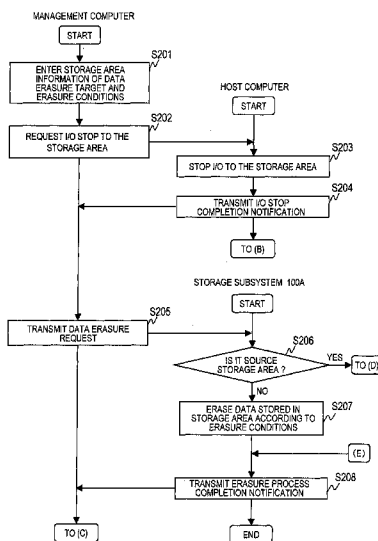 MANAGEMENT COMPUTER
START
S201
ENTER STORAGE AREA
INFORMATION OF DATA
ERASURE TARGET AND
ERASURE CONDITIONS
HOST COMPUTER
START
S202
REQUEST I/O STOP TO THE
STORAGE AREA
S203
STOP I/O TO THE STORAGE AREA
S204
TRANSMIT I/O STOP
COMPLETION NOTIFICATION
TO (B)
STORAGE SUBSYSTEM 100A
START
S205
TRANSMIT DATA ERASURE
REQUEST
S206
IS IT SOURCE
STORAGE AREA ?
YES
TO (D)
NO
S207
ERASE DATA STORED IN
STORAGE AREA ACCORDING TO
ERASURE CONDITIONS
(E)
S208
TRANSMIT ERASURE PROCESS
COMPLETION NOTIFICATION
TO (C)
END